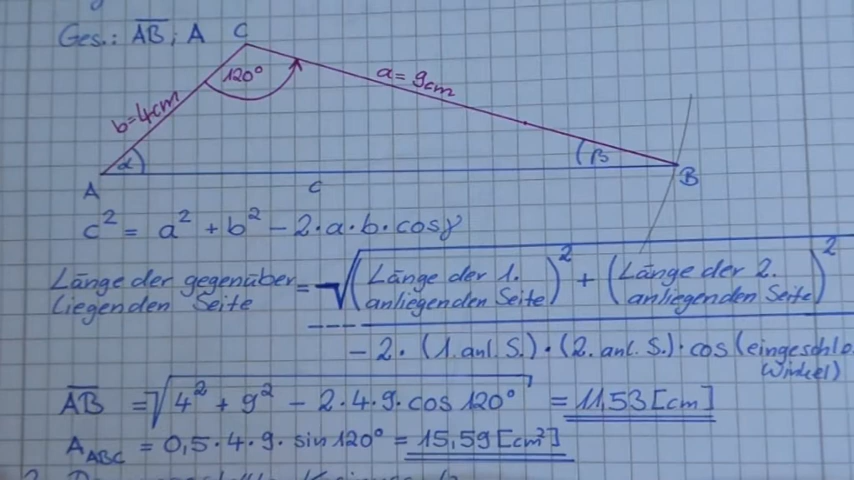 Ges.: AB; A
C
120°
a = 9cm
b=4cm
α
β
A
c
B
c² = a² + b² - 2·a·b·cosγ
Länge der gegenüber = √(Länge der 1.)² + (Länge der 2.)²
liegenden Seite anliegenden Seite anliegenden Seite
- 2·(1.anl.S.)·(2.anl.S.)·cos(eingeschlo
Winkel)
AB = √4² + 9² - 2·4·9·cos 120° = 11,53 [cm]
A_ABC = 0,5·4·9·sin 120° = 15,59 [cm²]